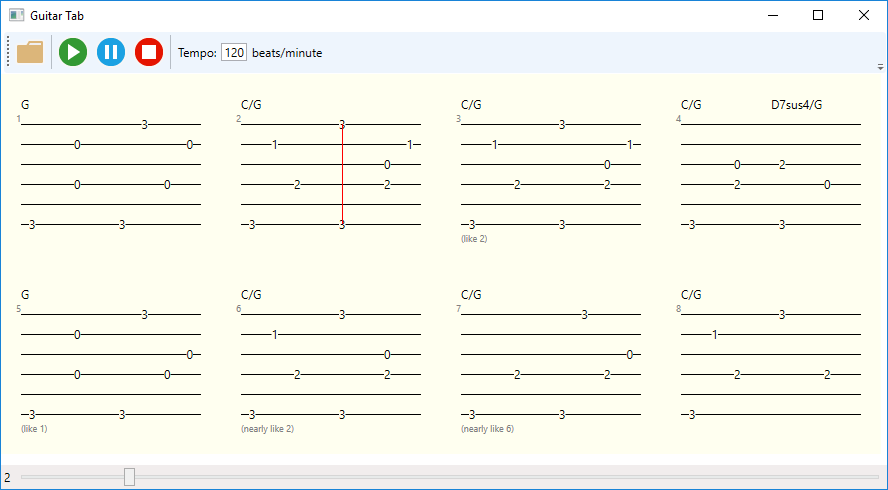 Guitar Tab
Tempo: 120 beats/minute
G C/G C/G C/G D7sus4/G
1 2 3 4
3 3 3
0 0 1 1 1 1
0 0 0 2
0 0 2 2 2 2 2 0
3 3 3 3 3 3 3 3
(like 2)
G C/G C/G C/G
5 6 7 8
3 3 3 3
0 1 1
0 0 0
0 0 2 2 2 2 2 2
3 3 3 3 3 3 3
(like 1) (nearly like 2) (nearly like 6)
2